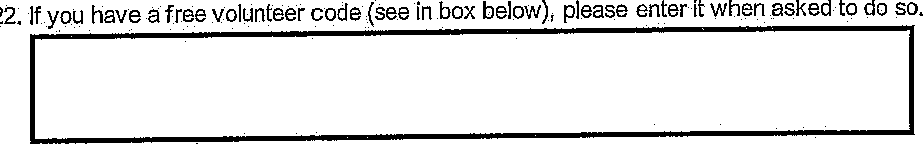 22. If you have a free volunteer code (see in box below), please enter it when asked to do so.